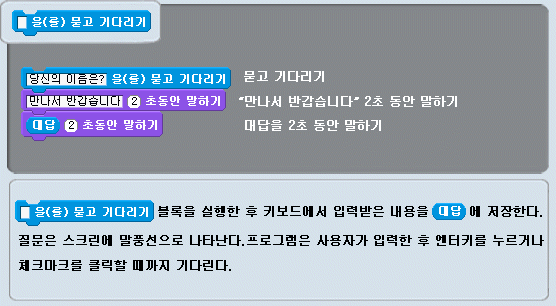 을(를) 묻고 기다리기
당신의 이름은? 을(를) 묻고 기다리기 묻고 기다리기
만나서 반갑습니다 2 초동안 말하기 "만나서 반갑습니다" 2초 동안 말하기
대답 2 초동안 말하기 대답을 2초 동안 말하기
을(를) 묻고 기다리기 블록을 실행한 후 키보드에서 입력받은 내용을 대답 에 저장한다.
질문은 스크린에 말풍선으로 나타난다.프로그램은 사용자가 입력한 후 엔터키를 누르거나
체크마크를 클릭할 때까지 기다린다.